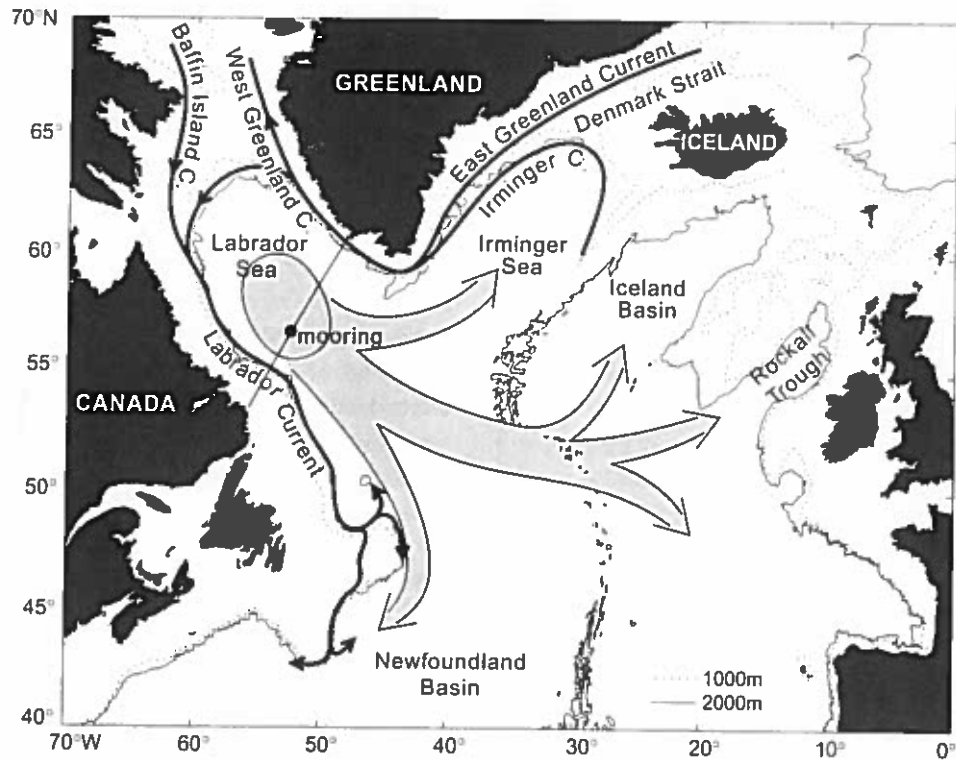 70°N
65°
60°
55°
50°
45°
40°
70°W
60°
50°
40°
30°
20°
10°
0°
Baffin Island C.
West Greenland C.
GREENLAND
East Greenland Current
Denmark Strait
ICELAND
Irminger C.
Labrador
Sea
Irminger
Sea
Iceland
Basin
mooring
Rockall
Trough
Labrador Current
CANADA
Newfoundland
Basin
1000m
2000m